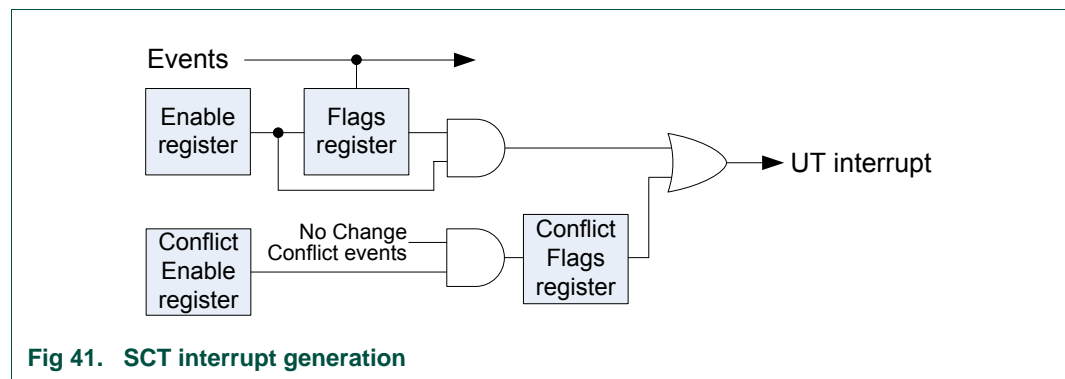 Events
Enable
register
Flags
register
UT interrupt
No Change
Conflict events
Conflict
Enable
register
Conflict
Flags
register
Fig 41. SCT interrupt generation